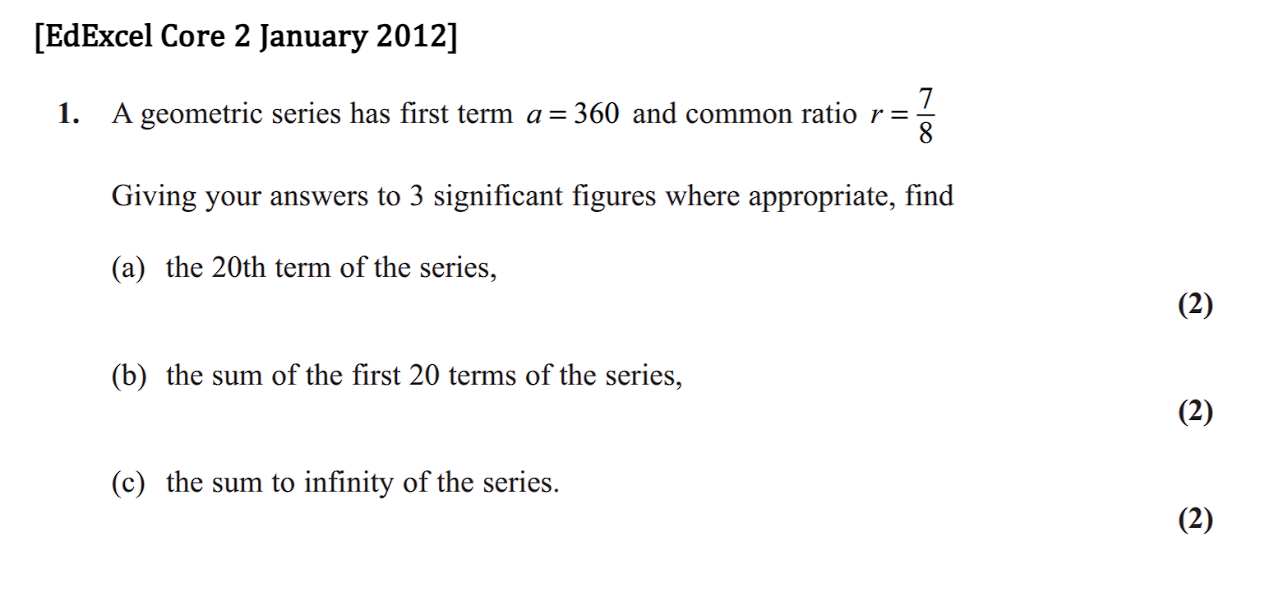 [EdExcel Core 2 January 2012]
1. A geometric series has first term a = 360 and common ratio r = 7/8
Giving your answers to 3 significant figures where appropriate, find
(a) the 20th term of the series,
(2)
(b) the sum of the first 20 terms of the series,
(2)
(c) the sum to infinity of the series.
(2)